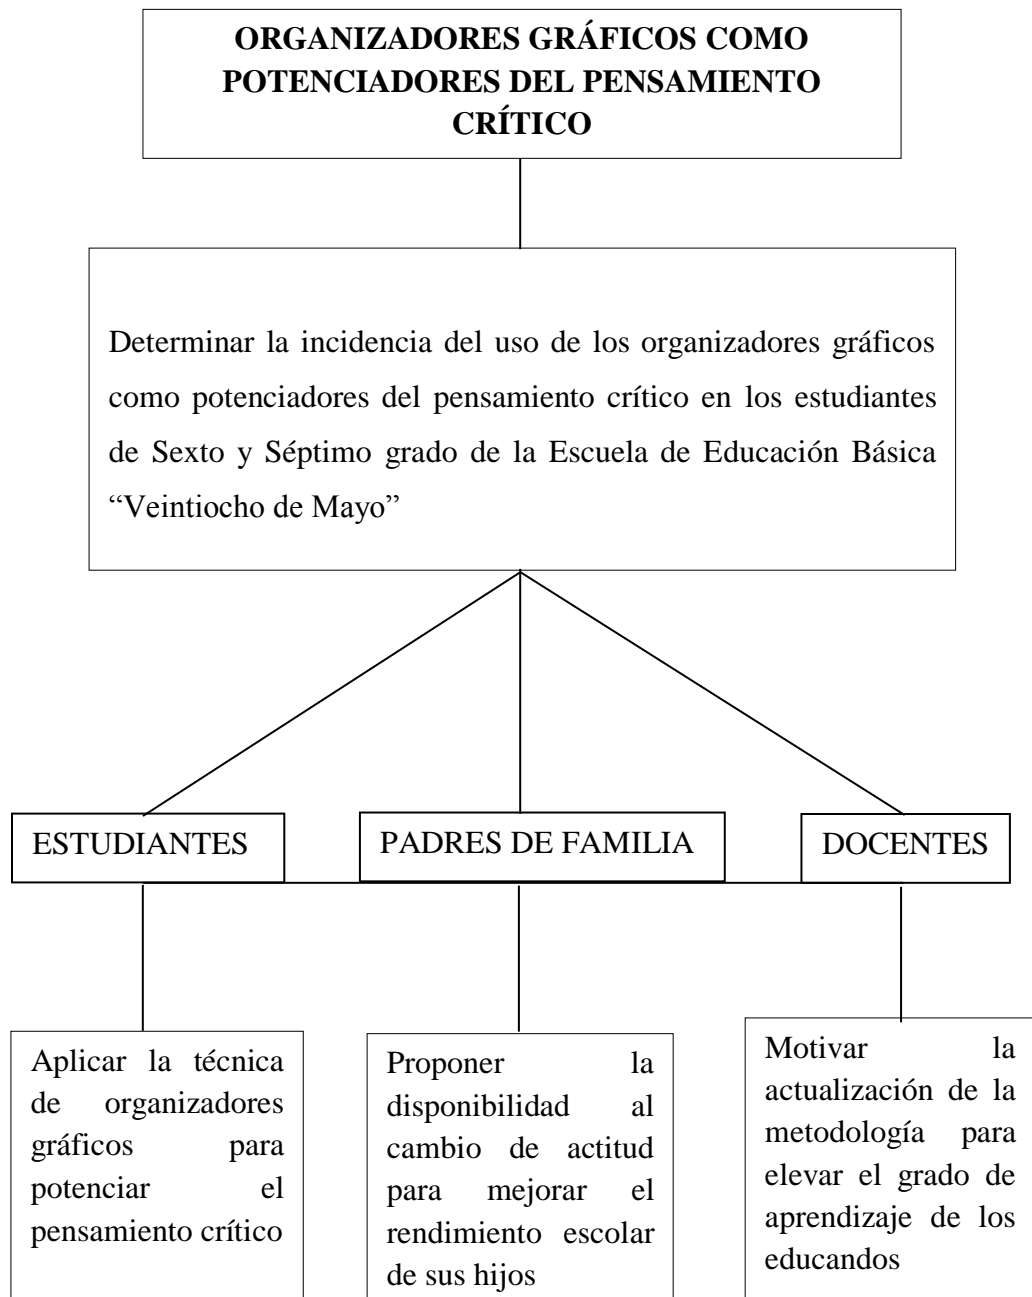 ORGANIZADORES GRÁFICOS COMO
POTENCIADORES DEL PENSAMIENTO
CRÍTICO
Determinar la incidencia del uso de los organizadores gráficos
como potenciadores del pensamiento crítico en los estudiantes
de Sexto y Séptimo grado de la Escuela de Educación Básica
“Veintiocho de Mayo”
ESTUDIANTES
PADRES DE FAMILIA
DOCENTES
Aplicar la técnica
de organizadores
gráficos para
potenciar el
pensamiento crítico
Proponer la
disponibilidad al
cambio de actitud
para mejorar el
rendimiento escolar
de sus hijos
Motivar la
actualización de la
metodología para
elevar el grado de
aprendizaje de los
educandos